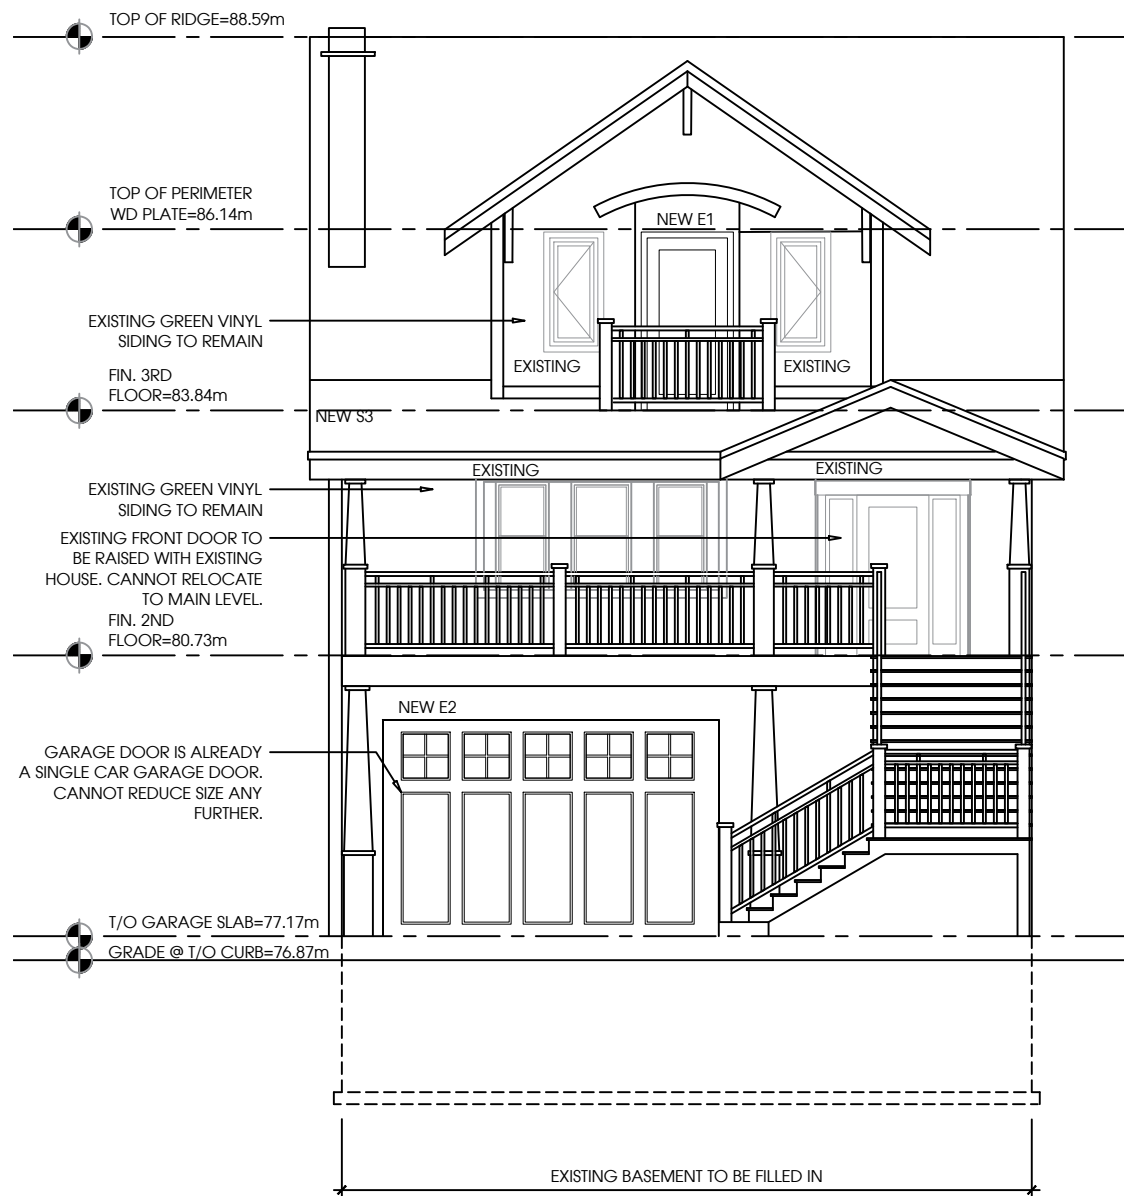 TOP OF RIDGE=88.59m
TOP OF PERIMETER
WD PLATE=86.14m
NEW E1
EXISTING GREEN VINYL
SIDING TO REMAIN
EXISTING
EXISTING
FIN. 3RD
FLOOR=83.84m
NEW S3
EXISTING
EXISTING
EXISTING GREEN VINYL
SIDING TO REMAIN
EXISTING FRONT DOOR TO
BE RAISED WITH EXISTING
HOUSE. CANNOT RELOCATE
TO MAIN LEVEL.
FIN. 2ND
FLOOR=80.73m
NEW E2
GARAGE DOOR IS ALREADY
A SINGLE CAR GARAGE DOOR.
CANNOT REDUCE SIZE ANY
FURTHER.
T/O GARAGE SLAB=77.17m
GRADE @ T/O CURB=76.87m
EXISTING BASEMENT TO BE FILLED IN